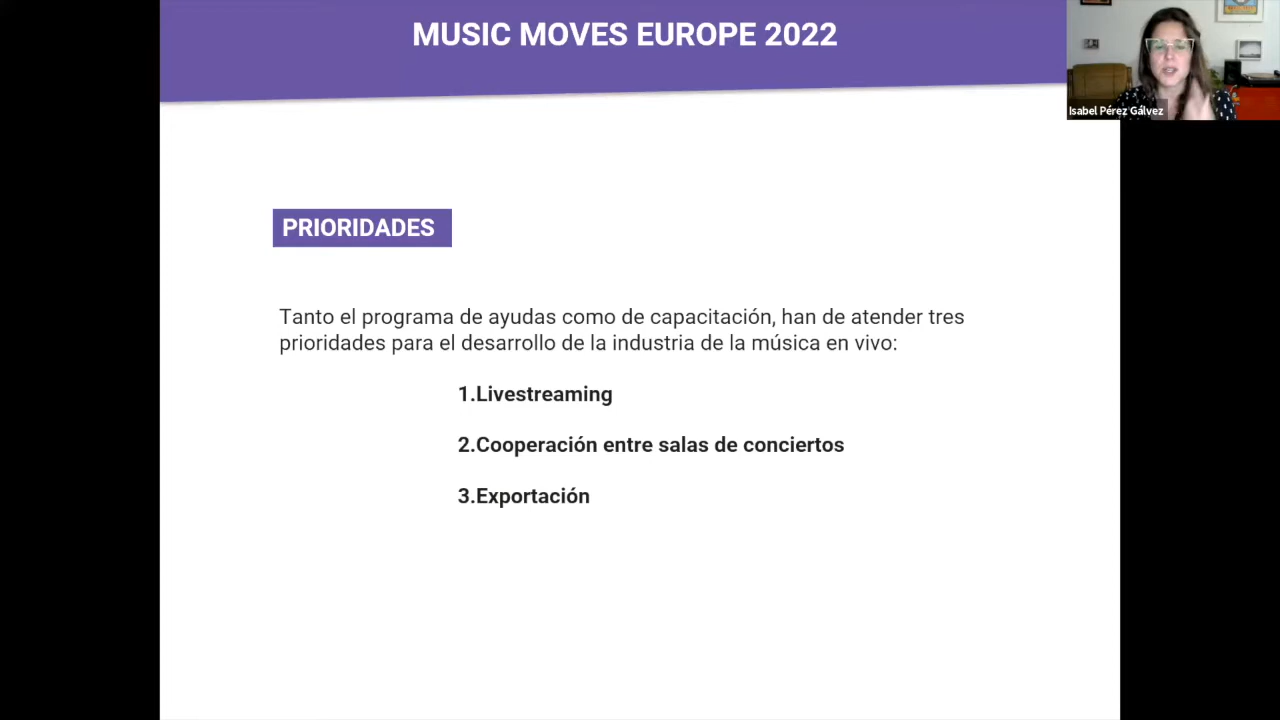 MUSIC MOVES EUROPE 2022
Isabel Pérez Gálvez
PRIORIDADES
Tanto el programa de ayudas como de capacitación, han de atender tres
prioridades para el desarrollo de la industria de la música en vivo:
1.Livestreaming
2.Cooperación entre salas de conciertos
3.Exportación